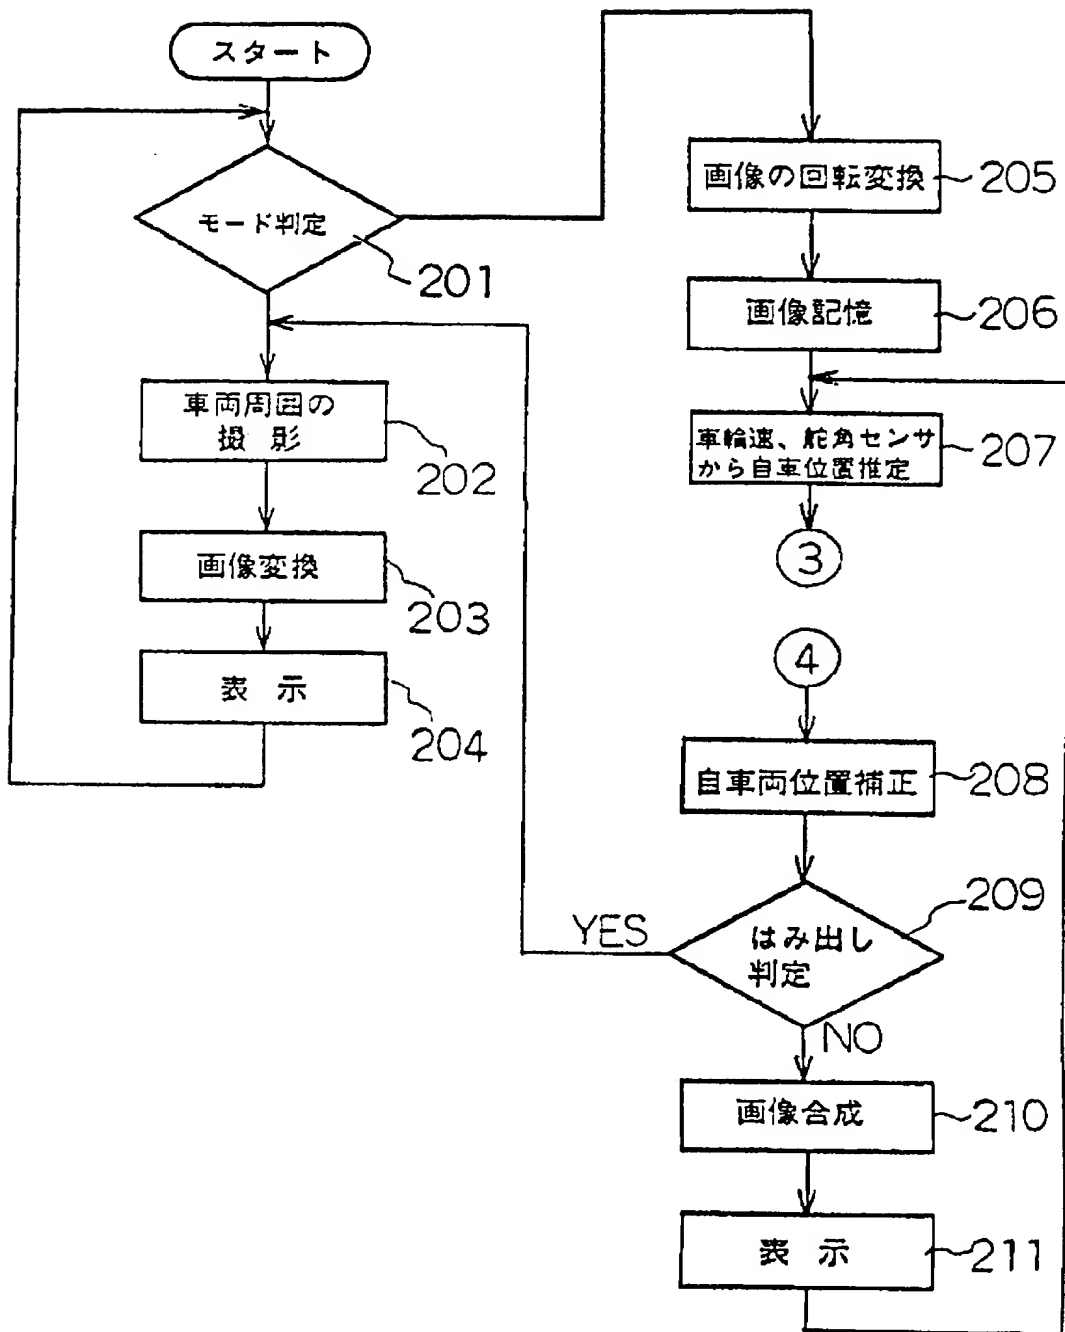 スタート
モード判定
201
車両周囲の
撮影
202
画像変換
203
表示
204
画像の回転変換
205
画像記憶
206
車輪速、舵角センサ
から自車位置推定
207
③
④
自車両位置補正
208
はみ出し
判定
209
YES
NO
画像合成
210
表示
211